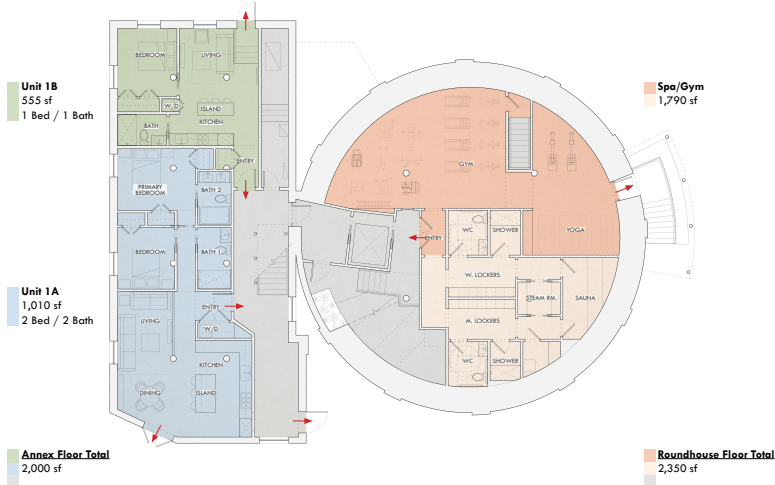 BEDROOM
LIVING
W/D
ISLAND
KITCHEN
BATH
ENTRY
Unit 1B
555 sf
1 Bed / 1 Bath
PRIMARY
BEDROOM
BATH 2
BEDROOM
BATH 1
ENTRY
W/D
LIVING
KITCHEN
DINING
ISLAND
Unit 1A
1,010 sf
2 Bed / 2 Bath
Annex Floor Total
2,000 sf
GYM
YOGA
ENTRY
WC
SHOWER
W. LOCKERS
STEAM RM.
SAUNA
M. LOCKERS
WC
SHOWER
Spa/Gym
1,790 sf
Roundhouse Floor Total
2,350 sf